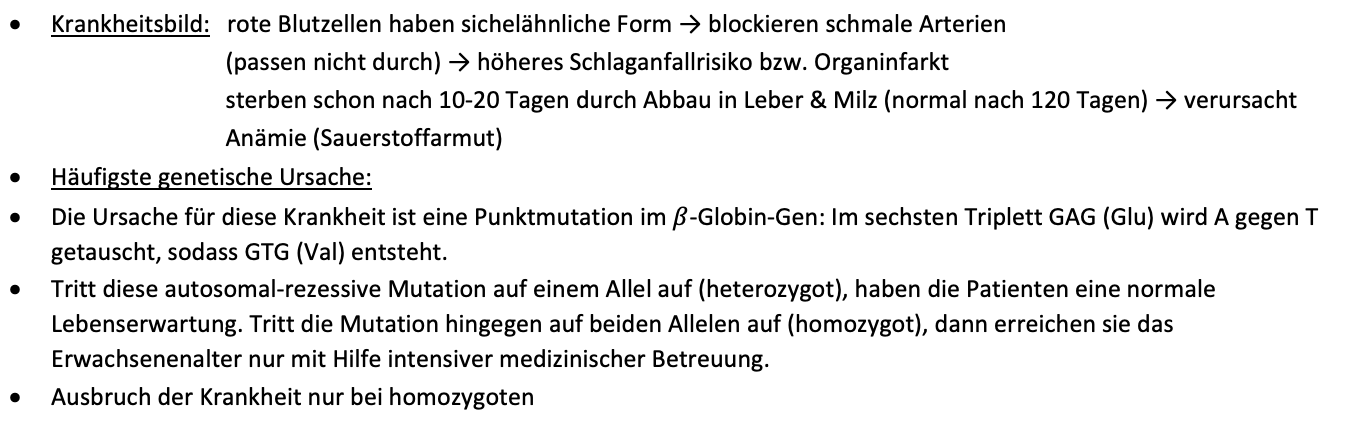 • Krankheitsbild: rote Blutzellen haben sichelähnliche Form → blockieren schmale Arterien
(passen nicht durch) → höheres Schlaganfallrisiko bzw. Organinfarkt
sterben schon nach 10-20 Tagen durch Abbau in Leber & Milz (normal nach 120 Tagen) → verursacht
Anämie (Sauerstoffarmut)
• Häufigste genetische Ursache:
• Die Ursache für diese Krankheit ist eine Punktmutation im β-Globin-Gen: Im sechsten Triplett GAG (Glu) wird A gegen T
getauscht, sodass GTG (Val) entsteht.
• Tritt diese autosomal-rezessive Mutation auf einem Allel auf (heterozygot), haben die Patienten eine normale
Lebenserwartung. Tritt die Mutation hingegen auf beiden Allelen auf (homozygot), dann erreichen sie das
Erwachsenenalter nur mit Hilfe intensiver medizinischer Betreuung.
• Ausbruch der Krankheit nur bei homozygoten